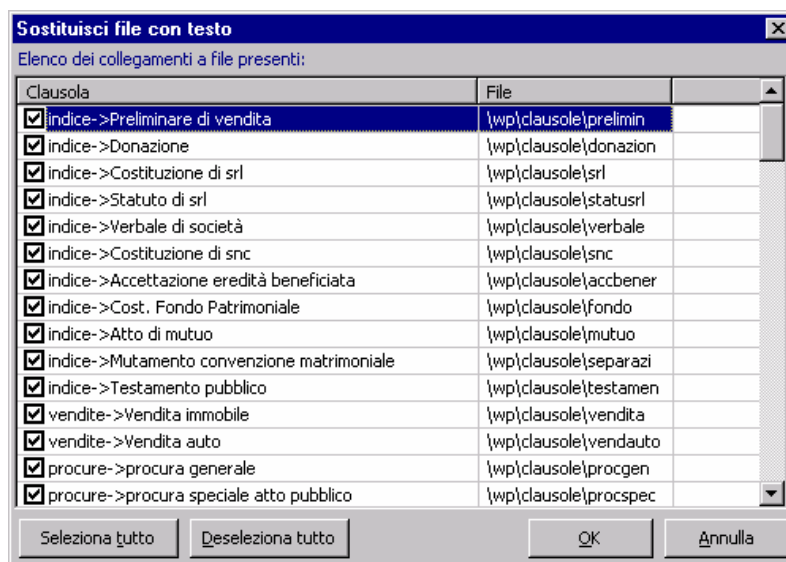 Sostituisci file con testo
Elenco dei collegamenti a file presenti:
Clausola File
indice->Preliminare di vendita \wp\clausole\prelimin
indice->Donazione \wp\clausole\donazion
indice->Costituzione di srl \wp\clausole\srl
indice->Statuto di srl \wp\clausole\statusrl
indice->Verbale di società \wp\clausole\verbale
indice->Costituzione di snc \wp\clausole\snc
indice->Accettazione eredità beneficiata \wp\clausole\accbener
indice->Cost. Fondo Patrimoniale \wp\clausole\fondo
indice->Atto di mutuo \wp\clausole\mutuo
indice->Mutamento convenzione matrimoniale \wp\clausole\separazi
indice->Testamento pubblico \wp\clausole\testamen
vendite->Vendita immobile \wp\clausole\vendita
vendite->Vendita auto \wp\clausole\vendauto
procure->procura generale \wp\clausole\procgen
procure->procura speciale atto pubblico \wp\clausole\procspec
Seleziona tutto Deseleziona tutto OK Annulla